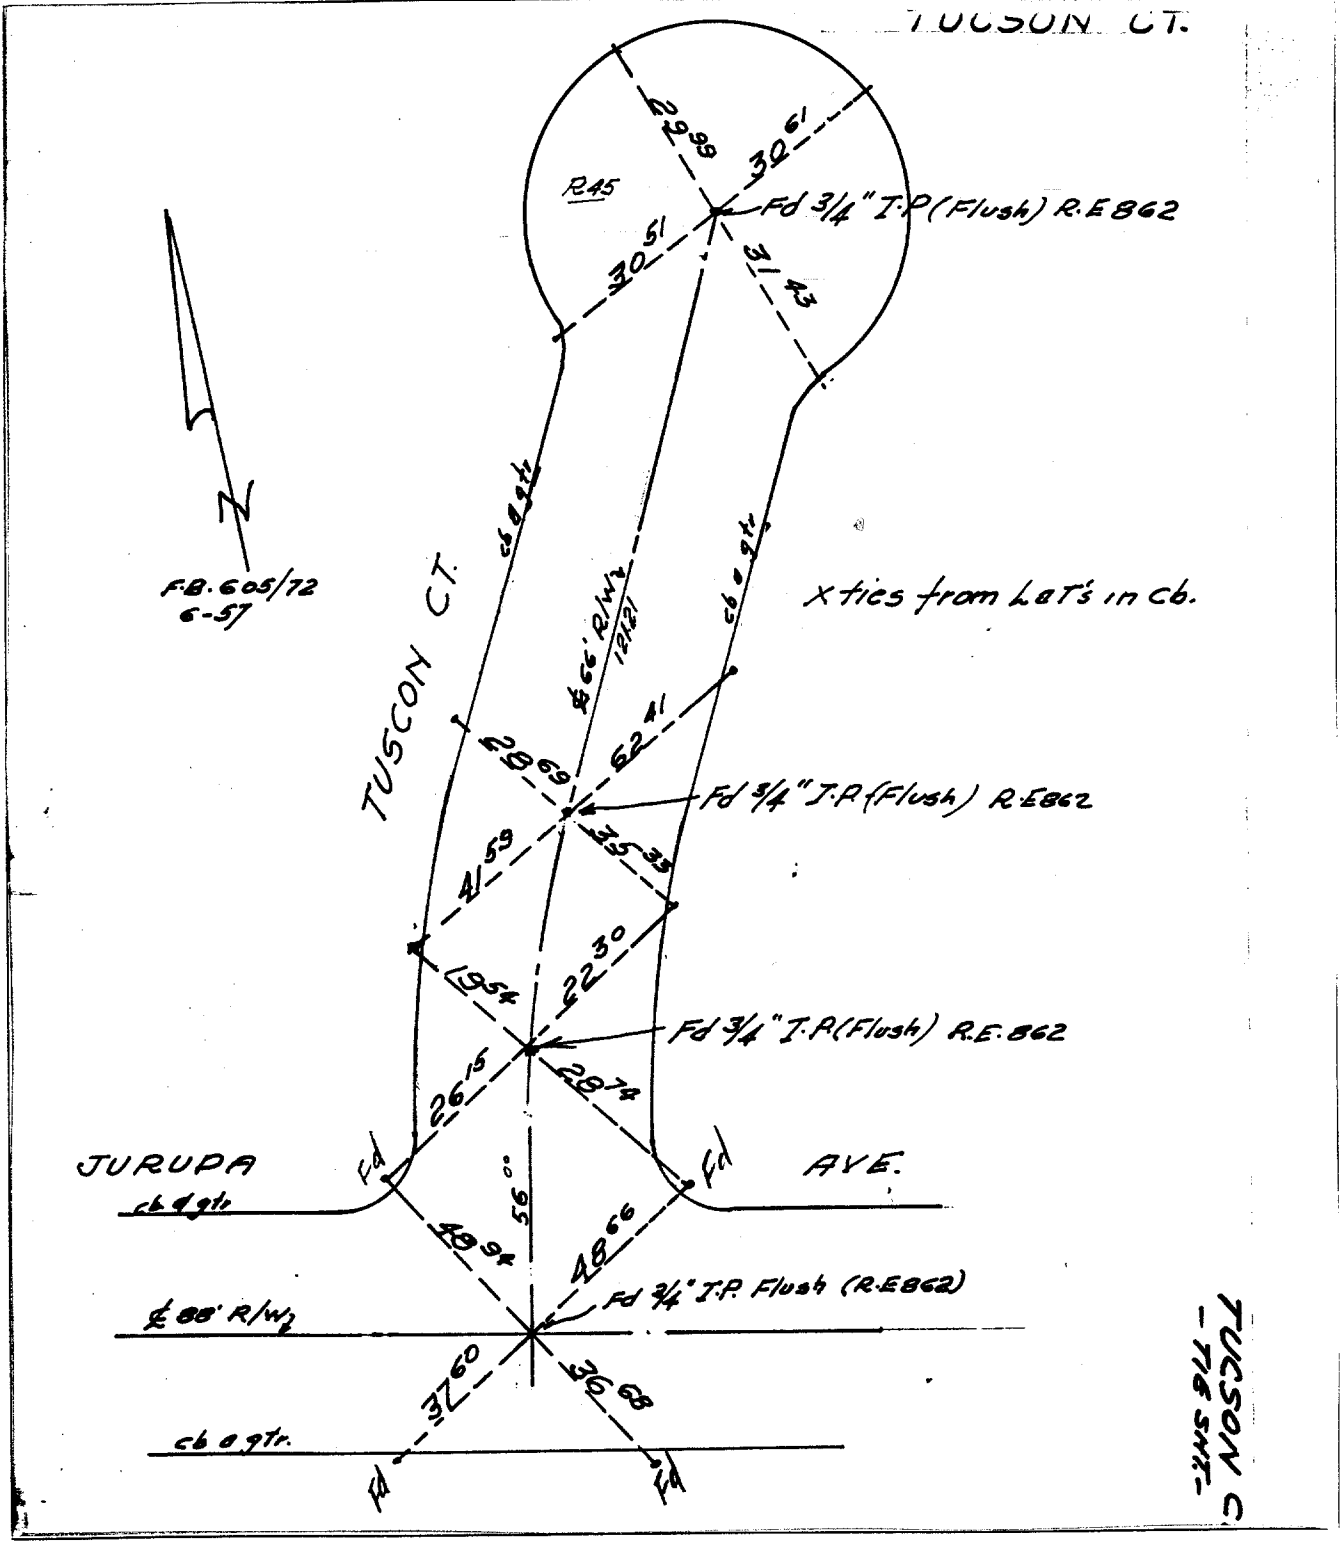 TUCSON CT.
29 99
30 61
R45
Fd 3/4" I.P (Flush) R.E 862
30 51
31 43
cb & gtr
cb & gtr
F.B. 605/72
6-57
X ties from L&T's in cb.
TUSCON CT.
℄ 66' R/W
121.21
28 69
62 41
Fd 3/4" I.P. (Flush) R.E 862
41 59
35 33
19 54
22 30
Fd 3/4" I.P. (Flush) R.E. 862
26 15
28 74
JURUPA AVE.
Fd
Fd
cb & gtr
56 00
48 94
48 66
Fd 3/4" I.P. Flush (R.E 862)
℄ 88' R/W
37 60
36 68
cb & gtr.
Fd
Fd
TUCSON C
- TIE SHT. -